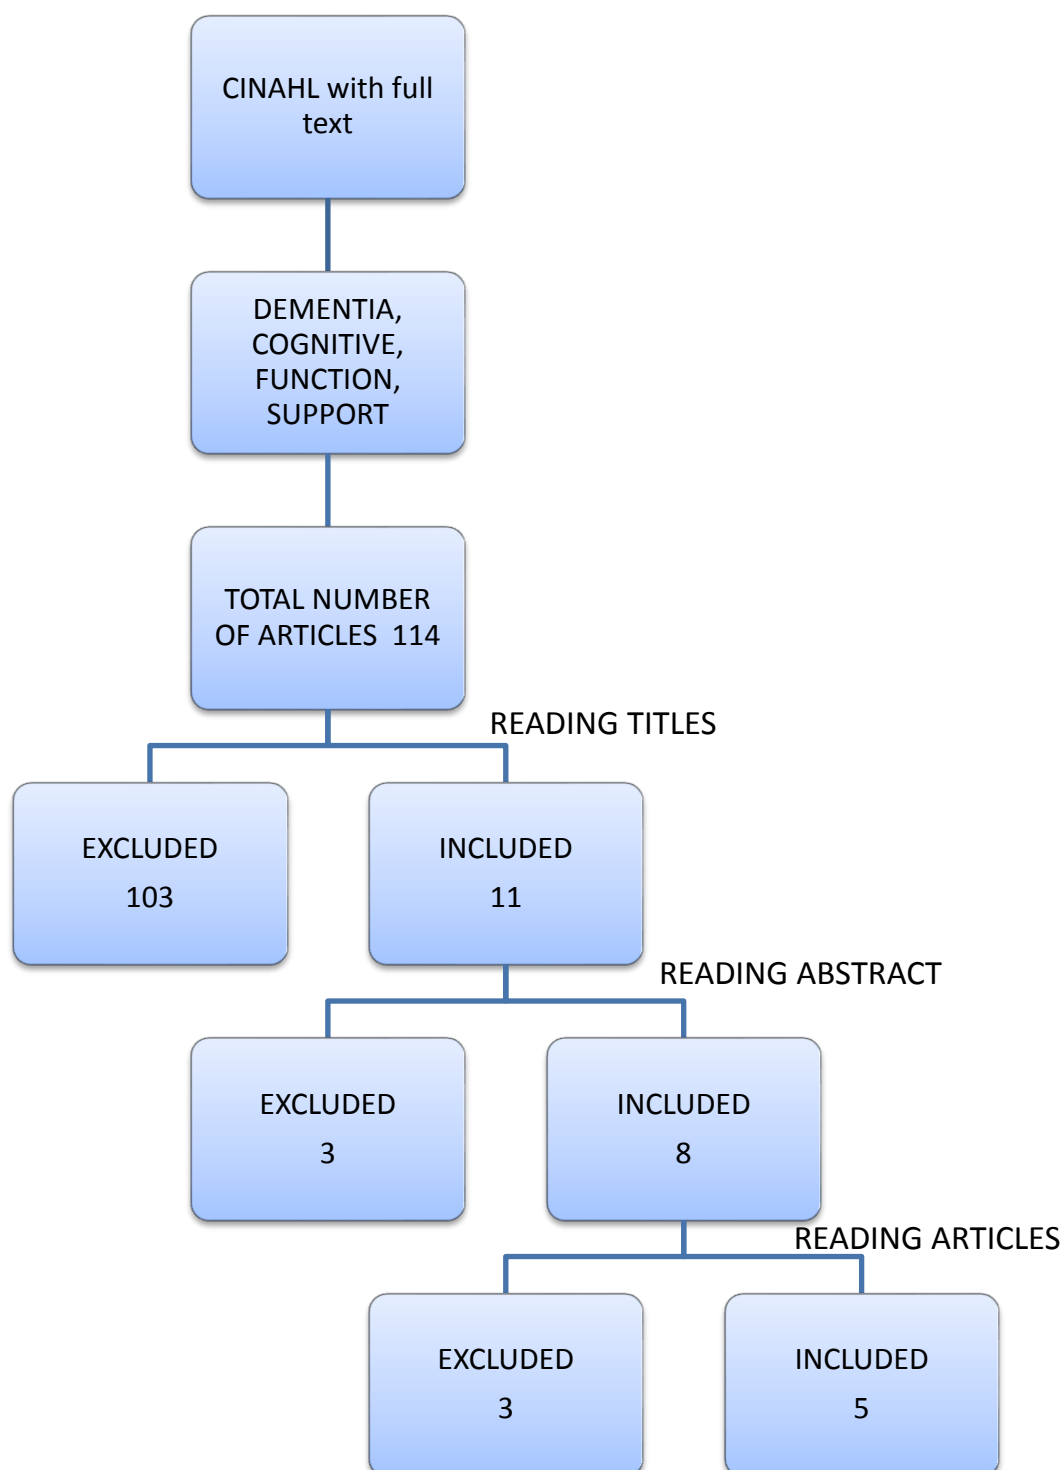 CINAHL with full
text
DEMENTIA,
COGNITIVE,
FUNCTION,
SUPPORT
TOTAL NUMBER
OF ARTICLES  114
READING TITLES
EXCLUDED
103
INCLUDED
11
READING ABSTRACT
EXCLUDED
3
INCLUDED
8
READING ARTICLES
EXCLUDED
3
INCLUDED
5